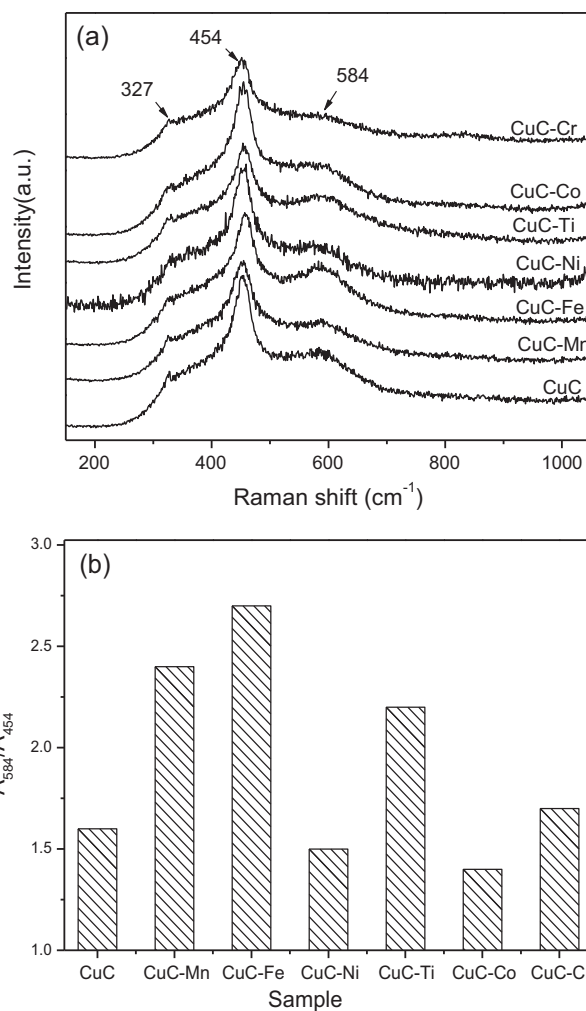 (a)
454
327
584
CuC-Cr
CuC-Co
CuC-Ti
CuC-Ni
CuC-Fe
CuC-Mn
CuC
Intensity(a.u.)
200 400 600 800 1000
Raman shift (cm⁻¹)
(b)
3.0
2.5
2.0
1.5
1.0
CuC CuC-Mn CuC-Fe CuC-Ni CuC-Ti CuC-Co CuC-C
Sample